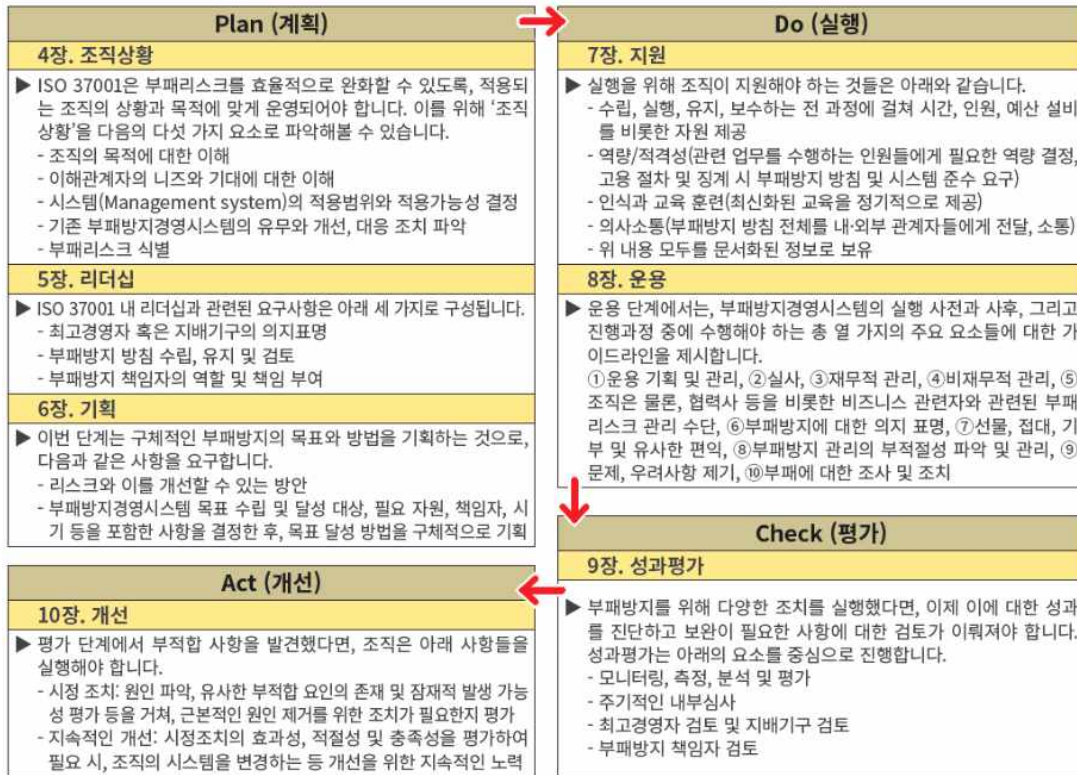 Plan (계획)
4장. 조직상황
▶ ISO 37001은 부패리스크를 효율적으로 완화할 수 있도록, 적용되
는 조직의 상황과 목적에 맞게 운영되어야 합니다. 이를 위해 ‘조직
상황’을 다음의 다섯 가지 요소로 파악해볼 수 있습니다.
- 조직의 목적에 대한 이해
- 이해관계자의 니즈와 기대에 대한 이해
- 시스템(Management system)의 적용범위와 적용가능성 결정
- 기존 부패방지경영시스템의 유무와 개선, 대응 조치 파악
- 부패리스크 식별
5장. 리더십
▶ ISO 37001 내 리더십과 관련된 요구사항은 아래 세 가지로 구성됩니다.
- 최고경영자 혹은 지배기구의 의지표명
- 부패방지 방침 수립, 유지 및 검토
- 부패방지 책임자의 역할 및 책임 부여
6장. 기획
▶ 이번 단계는 구체적인 부패방지의 목표와 방법을 기획하는 것으로,
다음과 같은 사항을 요구합니다.
- 리스크와 이를 개선할 수 있는 방안
- 부패방지경영시스템 목표 수립 및 달성 대상, 필요 자원, 책임자, 시
기 등을 포함한 사항을 결정한 후, 목표 달성 방법을 구체적으로 기획
Do (실행)
7장. 지원
▶ 실행을 위해 조직이 지원해야 하는 것들은 아래와 같습니다.
- 수립, 실행, 유지, 보수하는 전 과정에 걸쳐 시간, 인원, 예산 설비
를 비롯한 자원 제공
- 역량/적격성(관련 업무를 수행하는 인원들에게 필요한 역량 결정,
고용 절차 및 징계 시 부패방지 방침 및 시스템 준수 요구)
- 인식과 교육 훈련(최신화된 교육을 정기적으로 제공)
- 의사소통(부패방지 방침 전체를 내·외부 관계자들에게 전달, 소통)
- 위 내용 모두를 문서화된 정보로 보유
8장. 운용
▶ 운용 단계에서는, 부패방지경영시스템의 실행 사전과 사후, 그리고
진행과정 중에 수행해야 하는 총 열 가지의 주요 요소들에 대한 가
이드라인을 제시합니다.
①운용 기획 및 관리, ②실사, ③재무적 관리, ④비재무적 관리, ⑤
조직은 물론, 협력사 등을 비롯한 비즈니스 관련자와 관련된 부패
리스크 관리 수단, ⑥부패방지에 대한 의지 표명, ⑦선물, 접대, 기
부 및 유사한 편익, ⑧부패방지 관리의 부적절성 파악 및 관리, ⑨
문제, 우려사항 제기, ⑩부패에 대한 조사 및 조치
Check (평가)
9장. 성과평가
▶ 부패방지를 위해 다양한 조치를 실행했다면, 이제 이에 대한 성과
를 진단하고 보완이 필요한 사항에 대한 검토가 이뤄져야 합니다.
성과평가는 아래의 요소를 중심으로 진행합니다.
- 모니터링, 측정, 분석 및 평가
- 주기적인 내부심사
- 최고경영자 검토 및 지배기구 검토
- 부패방지 책임자 검토
Act (개선)
10장. 개선
▶ 평가 단계에서 부적합 사항을 발견했다면, 조직은 아래 사항들을
실행해야 합니다.
- 시정 조치: 원인 파악, 유사한 부적합 요인의 존재 및 잠재적 발생 가능
성 평가 등을 거쳐, 근본적인 원인 제거를 위한 조치가 필요한지 평가
- 지속적인 개선: 시정조치의 효과성, 적절성 및 충족성을 평가하여
필요 시, 조직의 시스템을 변경하는 등 개선을 위한 지속적인 노력